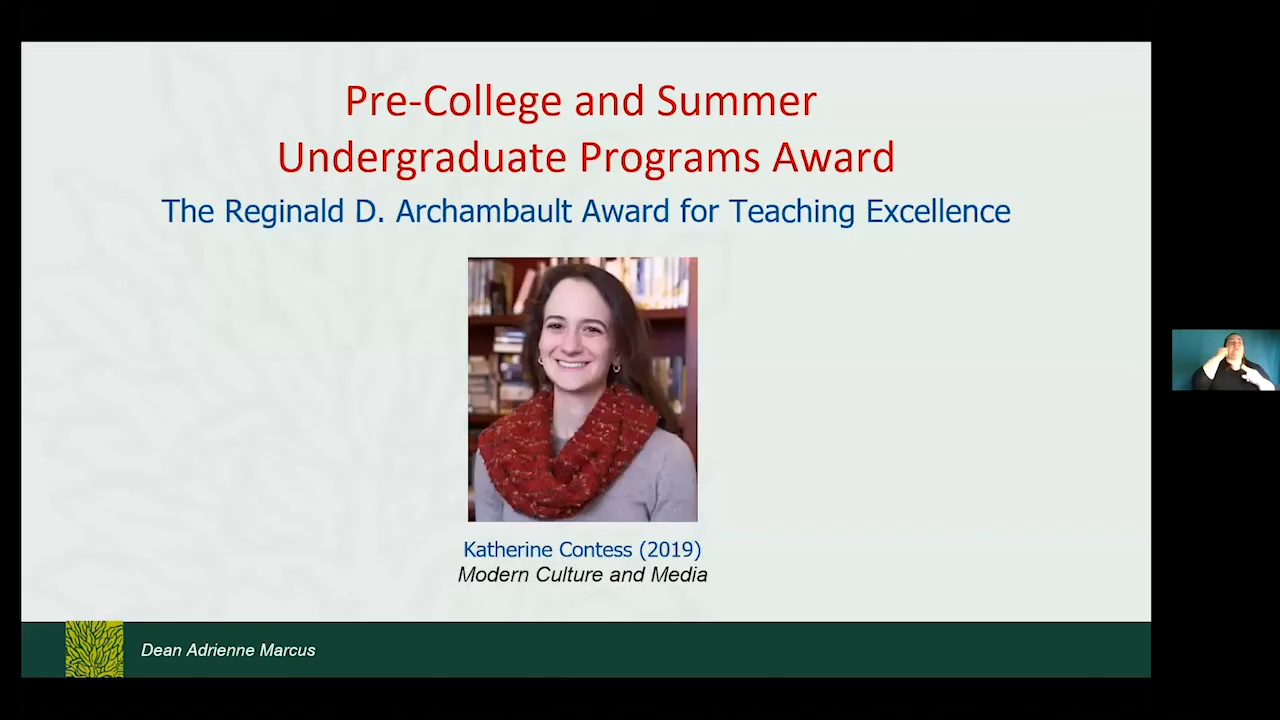 Pre-College and Summer
Undergraduate Programs Award
The Reginald D. Archambault Award for Teaching Excellence
Katherine Contess (2019)
Modern Culture and Media
Dean Adrienne Marcus